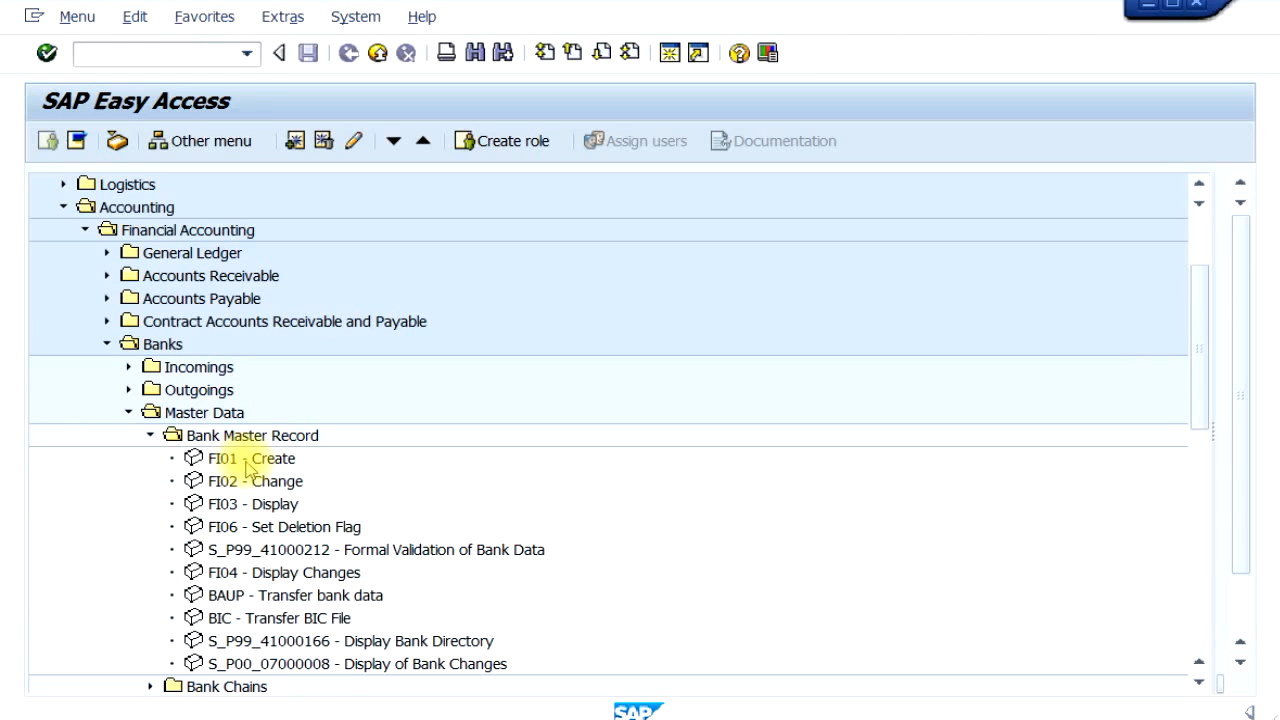 Menu Edit Favorites Extras System Help
SAP Easy Access
Other menu Create role Assign users Documentation
Logistics
Accounting
Financial Accounting
General Ledger
Accounts Receivable
Accounts Payable
Contract Accounts Receivable and Payable
Banks
Incomings
Outgoings
Master Data
Bank Master Record
FI01 - Create
FI02 - Change
FI03 - Display
FI06 - Set Deletion Flag
S_P99_41000212 - Formal Validation of Bank Data
FI04 - Display Changes
BAUP - Transfer bank data
BIC - Transfer BIC File
S_P99_41000166 - Display Bank Directory
S_P00_07000008 - Display of Bank Changes
Bank Chains
SAP